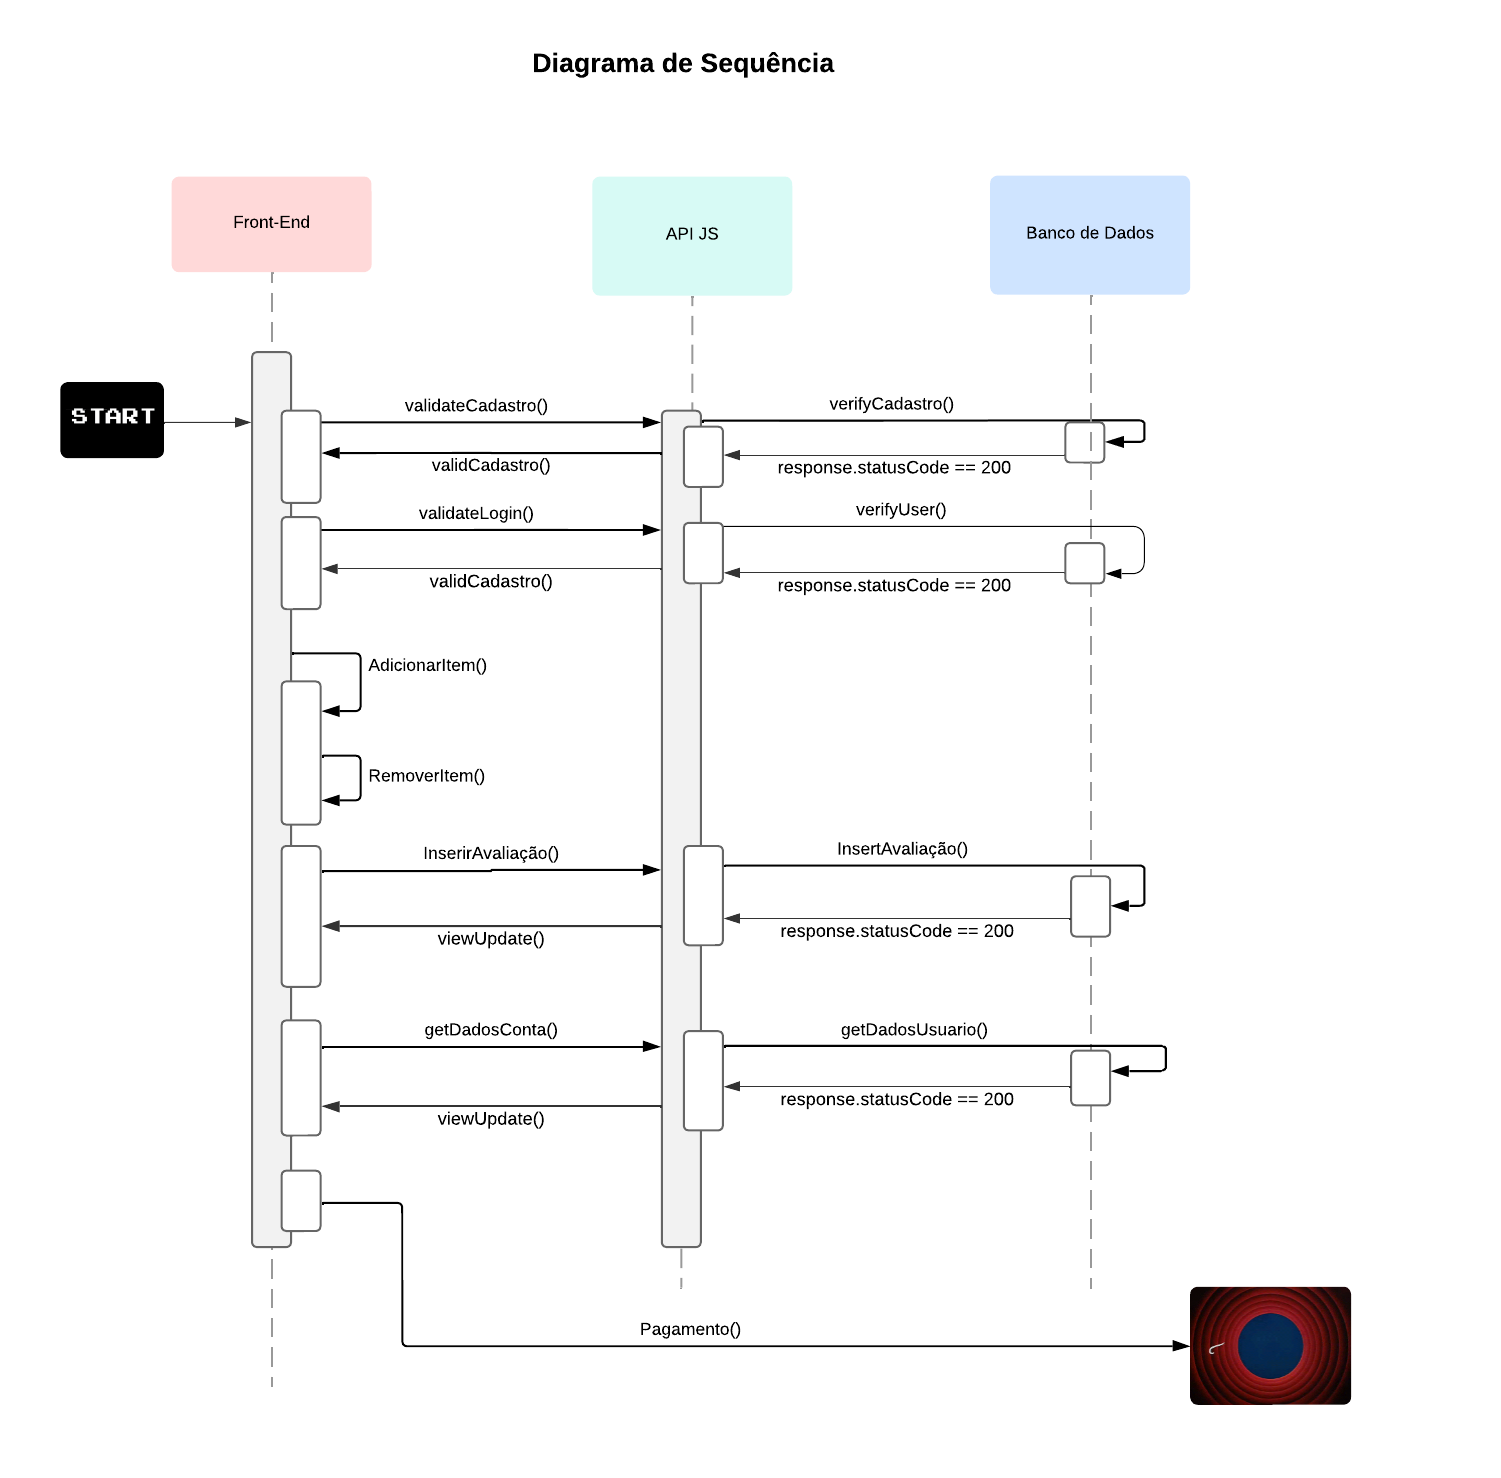 Diagrama de Sequência
Front-End
API JS
Banco de Dados
START
validateCadastro()
verifyCadastro()
validCadastro()
response.statusCode == 200
validateLogin()
verifyUser()
validCadastro()
response.statusCode == 200
AdicionarItem()
RemoverItem()
InserirAvaliação()
InsertAvaliação()
viewUpdate()
response.statusCode == 200
getDadosConta()
getDadosUsuario()
viewUpdate()
response.statusCode == 200
Pagamento()